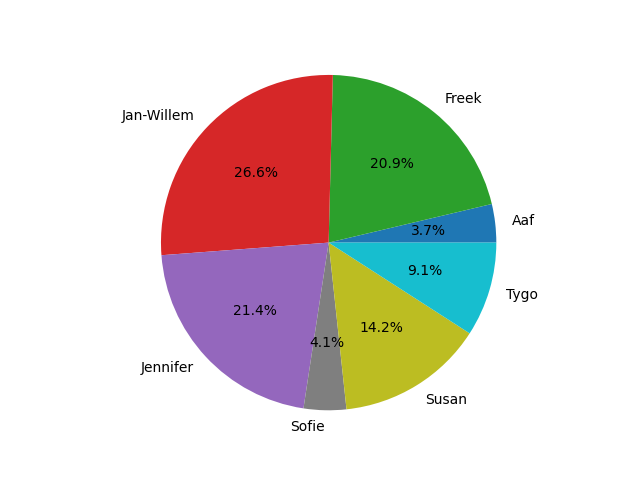 Freek
Jan-Willem
20.9%
26.6%
Aaf
3.7%
9.1%
Tygo
21.4%
14.2%
4.1%
Jennifer
Susan
Sofie